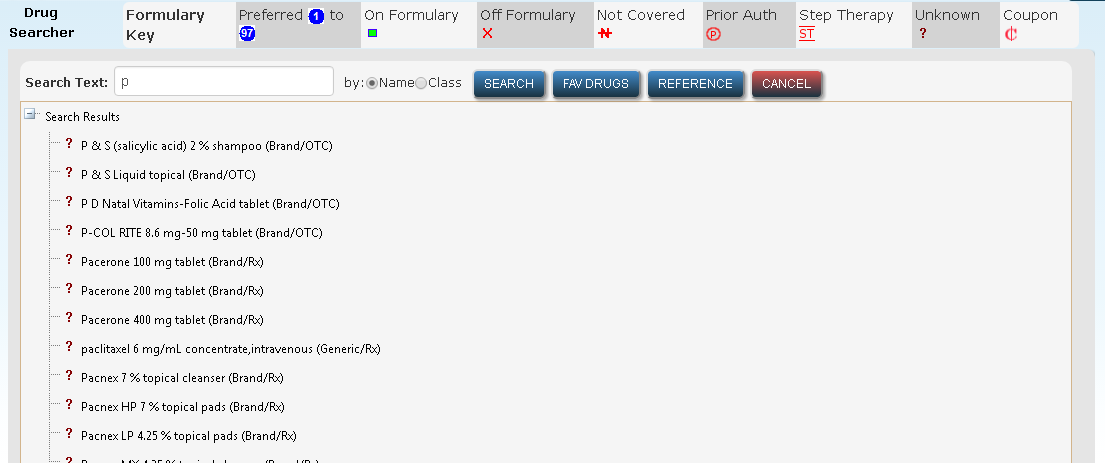 Drug Searcher
Formulary Key
Preferred 1 to 97
On Formulary
Off Formulary
X
Not Covered
N
Prior Auth
P
Step Therapy
ST
Unknown
?
Coupon
C
Search Text: p by: Name Class SEARCH FAV DRUGS REFERENCE CANCEL
Search Results
? P & S (salicylic acid) 2 % shampoo (Brand/OTC)
? P & S Liquid topical (Brand/OTC)
? P D Natal Vitamins-Folic Acid tablet (Brand/OTC)
? P-COL RITE 8.6 mg-50 mg tablet (Brand/OTC)
? Pacerone 100 mg tablet (Brand/Rx)
? Pacerone 200 mg tablet (Brand/Rx)
? Pacerone 400 mg tablet (Brand/Rx)
? paclitaxel 6 mg/mL concentrate,intravenous (Generic/Rx)
? Pacnex 7 % topical cleanser (Brand/Rx)
? Pacnex HP 7 % topical pads (Brand/Rx)
? Pacnex LP 4.25 % topical pads (Brand/Rx)